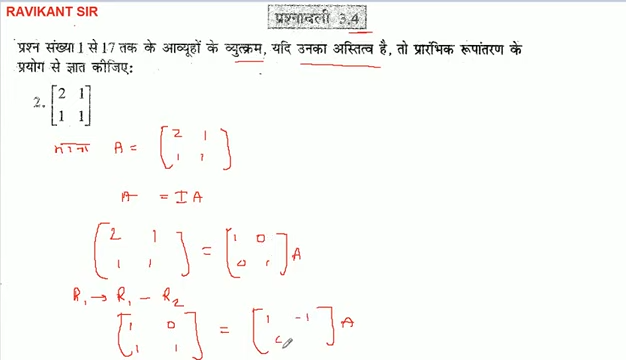 RAVIKANT SIR
प्रश्नावली 3.4
प्रश्न संख्या 1 से 17 तक के आव्यूहों के व्युत्क्रम, यदि उनका अस्तित्व है, तो प्रारंभिक रूपांतरण के
प्रयोग से ज्ञात कीजिए:
2. [2 1
1 1]
माना A = [2 1
1 1]
A = IA
[2 1
1 1] = [1 0
0 1] A
R₁ → R₁ − R₂
[1 0
1 1] = [1 -1
] A